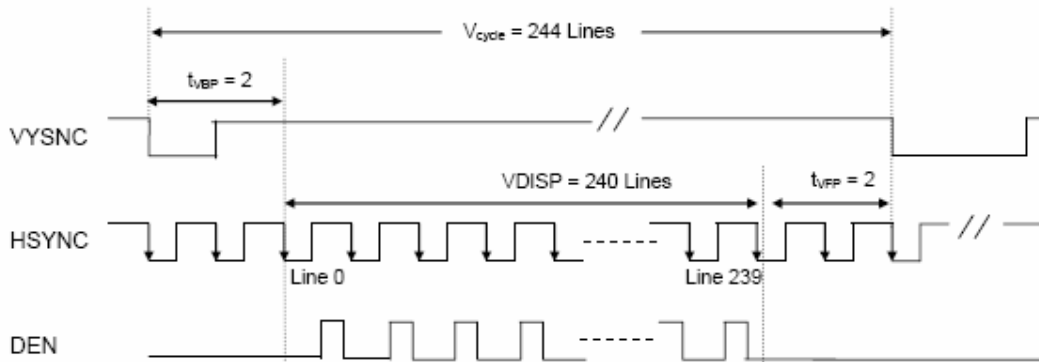 Vcycle = 244 Lines
tVBP = 2
VYSNC
VDISP = 240 Lines
tVFP = 2
HSYNC
Line 0
Line 239
DEN